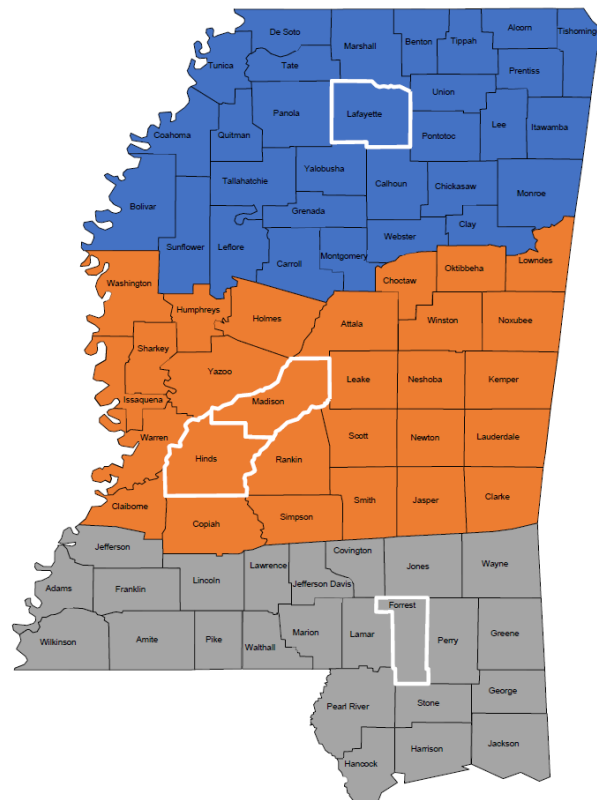 De Soto
Marshall
Benton
Tippah
Alcorn
Tishoming
Tunica
Tate
Prentiss
Panola
Lafayette
Union
Coahoma
Quitman
Pontotoc
Lee
Itawamba
Tallahatchie
Yalobusha
Calhoun
Chickasaw
Monroe
Bolivar
Grenada
Clay
Sunflower
Leflore
Carroll
Montgomery
Webster
Washington
Choctaw
Oktibbeha
Lowndes
Humphreys
Holmes
Attala
Winston
Noxubee
Sharkey
Yazoo
Leake
Neshoba
Kemper
Issaquena
Madison
Warren
Hinds
Rankin
Scott
Newton
Lauderdale
Claiborne
Copiah
Simpson
Smith
Jasper
Clarke
Jefferson
Lincoln
Lawrence
Covington
Jones
Wayne
Adams
Franklin
Jefferson Davis
Forrest
Wilkinson
Amite
Pike
Walthall
Marion
Lamar
Perry
Greene
Pearl River
Stone
George
Hancock
Harrison
Jackson